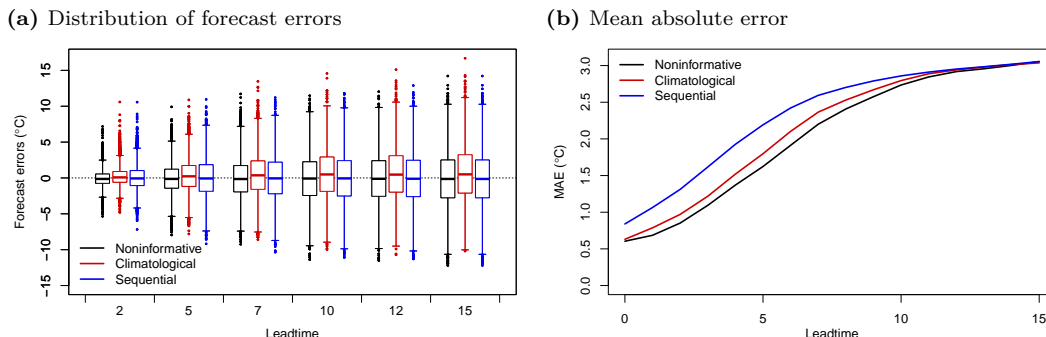 (a) Distribution of forecast errors
Forecast errors (°C)
15
10
5
0
−5
−10
−15
Noninformative
Climatological
Sequential
2 5 7 10 12 15
Leadtime
(b) Mean absolute error
MAE (°C)
3.0
2.5
2.0
1.5
1.0
0.5
0.0
Noninformative
Climatological
Sequential
0 5 10 15
Leadtime